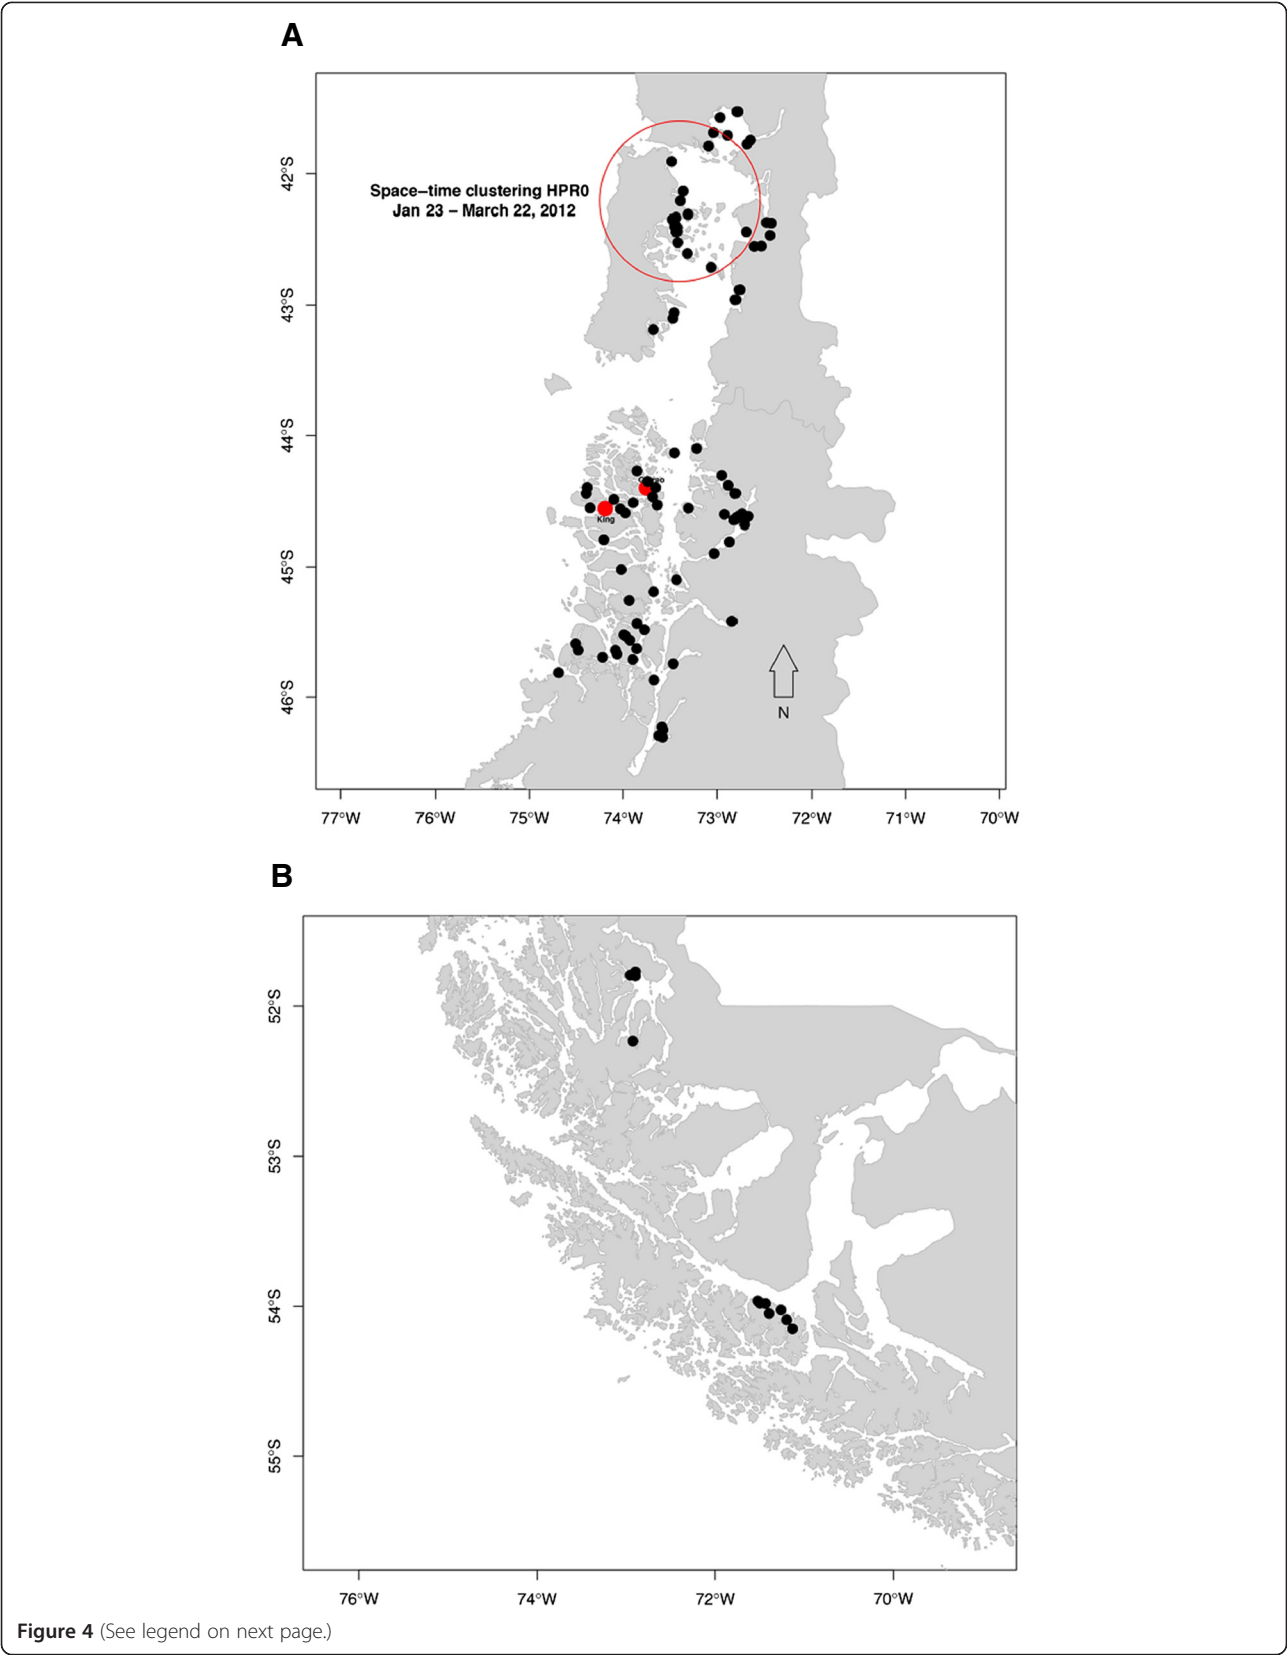 A
Space–time clustering HPR0
Jan 23 – March 22, 2012
42°S
43°S
44°S
45°S
46°S
King
N
77°W 76°W 75°W 74°W 73°W 72°W 71°W 70°W
B
52°S
53°S
54°S
55°S
76°W 74°W 72°W 70°W
Figure 4 (See legend on next page.)